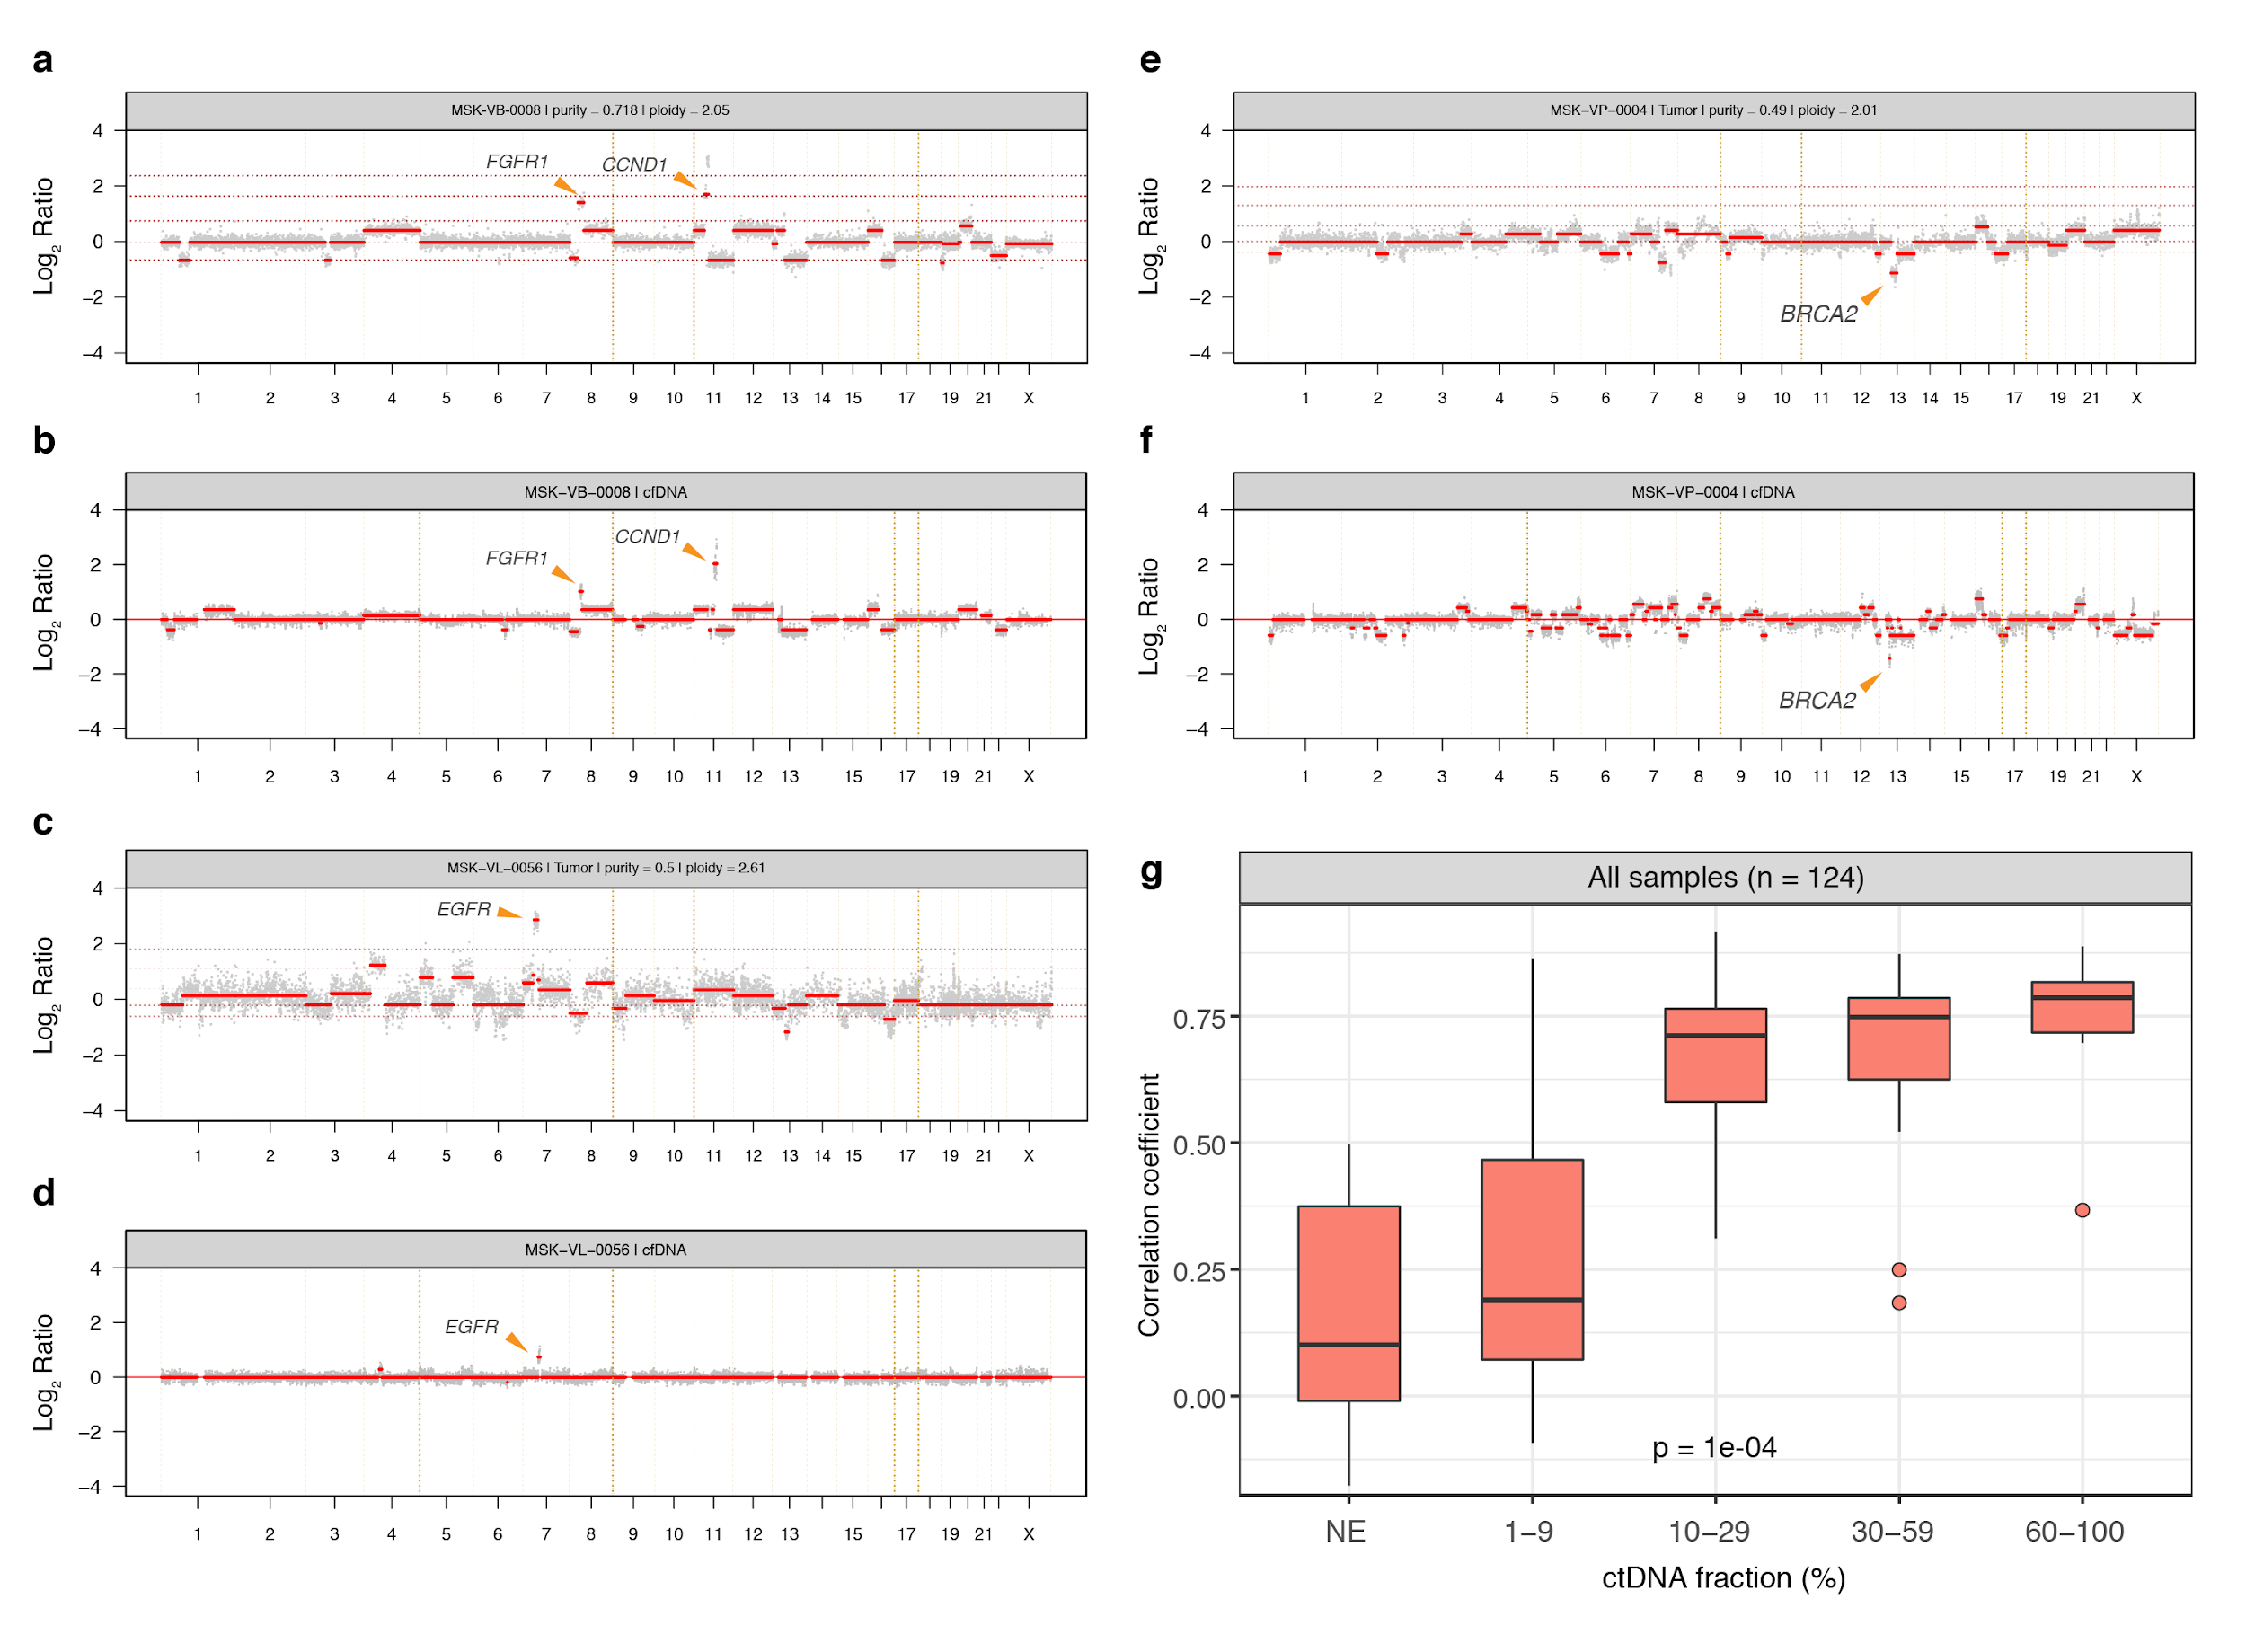 a
MSK-VB-0008 | purity = 0.718 | ploidy = 2.05
4
2
0
−2
−4
Log2 Ratio
FGFR1
CCND1
1 2 3 4 5 6 7 8 9 10 11 12 13 14 15 17 19 21 X
b
MSK−VB−0008 | cfDNA
4
2
0
−2
−4
Log2 Ratio
FGFR1
CCND1
1 2 3 4 5 6 7 8 9 10 11 12 13 15 17 19 21 X
c
MSK−VL−0056 | Tumor | purity = 0.5 | ploidy = 2.61
4
2
0
−2
−4
Log2 Ratio
EGFR
1 2 3 4 5 6 7 8 9 10 11 12 13 14 15 17 19 21 X
d
MSK−VL−0056 | cfDNA
4
2
0
−2
−4
Log2 Ratio
EGFR
1 2 3 4 5 6 7 8 9 10 11 12 13 14 15 17 19 21 X
e
MSK−VP−0004 | Tumor | purity = 0.49 | ploidy = 2.01
4
2
0
−2
−4
Log2 Ratio
BRCA2
1 2 3 4 5 6 7 8 9 10 11 12 13 14 15 17 19 21 X
f
MSK−VP−0004 | cfDNA
4
2
0
−2
−4
Log2 Ratio
BRCA2
1 2 3 4 5 6 7 8 9 10 11 12 13 15 17 19 21 X
g
All samples (n = 124)
0.75
0.50
0.25
0.00
Correlation coefficient
p = 1e-04
NE 1−9 10−29 30−59 60−100
ctDNA fraction (%)